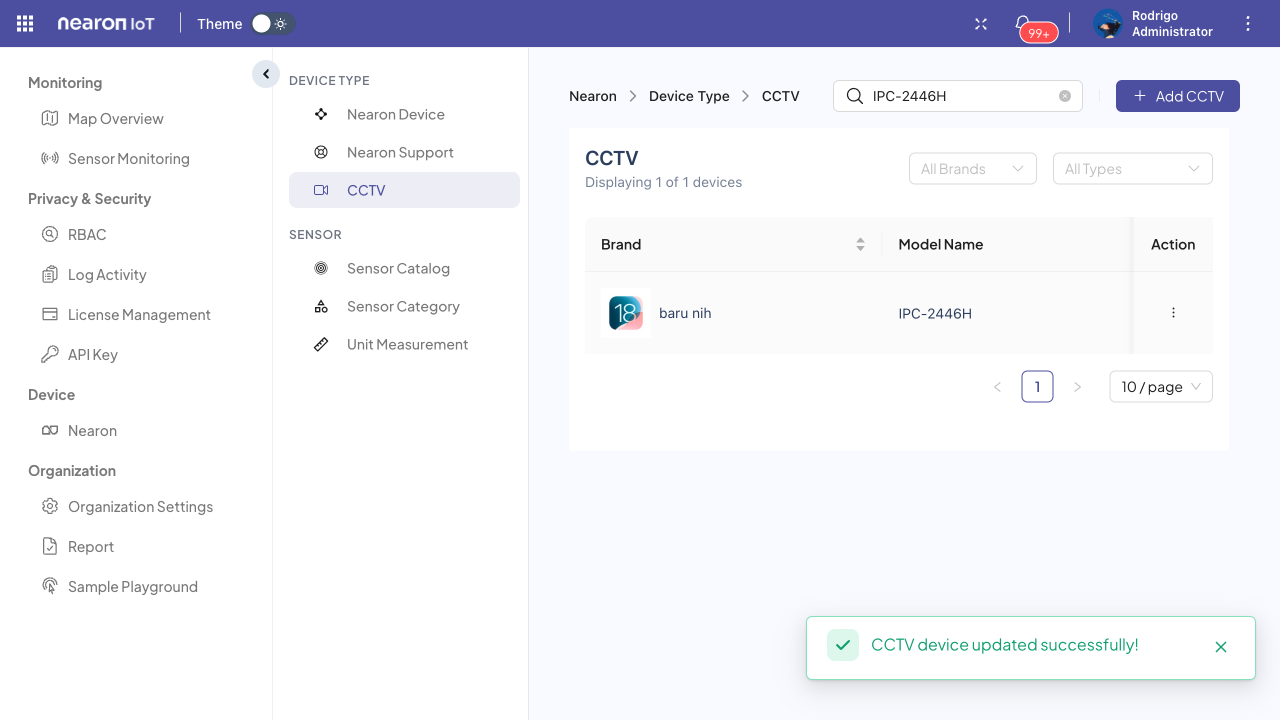 nearon IoT
Theme
99+
Rodrigo
Administrator
Monitoring
Map Overview
Sensor Monitoring
Privacy & Security
RBAC
Log Activity
License Management
API Key
Device
Nearon
Organization
Organization Settings
Report
Sample Playground
DEVICE TYPE
Nearon Device
Nearon Support
CCTV
SENSOR
Sensor Catalog
Sensor Category
Unit Measurement
Nearon > Device Type > CCTV
IPC-2446H
+ Add CCTV
CCTV
Displaying 1 of 1 devices
All Brands
All Types
Brand
Model Name
Action
18
baru nih
IPC-2446H
1
10 / page
CCTV device updated successfully!